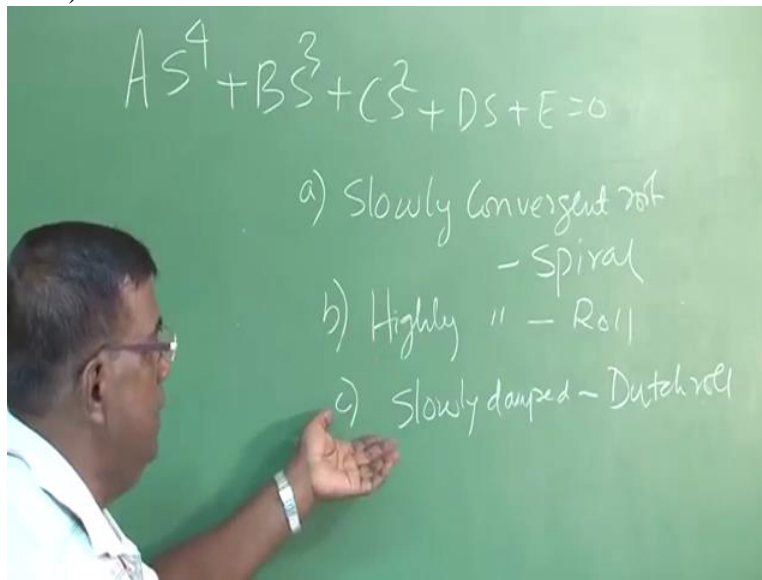 AS⁴ + BS³ + CS² + DS + E = 0
a) Slowly Convergent root
- Spiral
b) Highly " - Roll
c) Slowly damped - Dutch roll